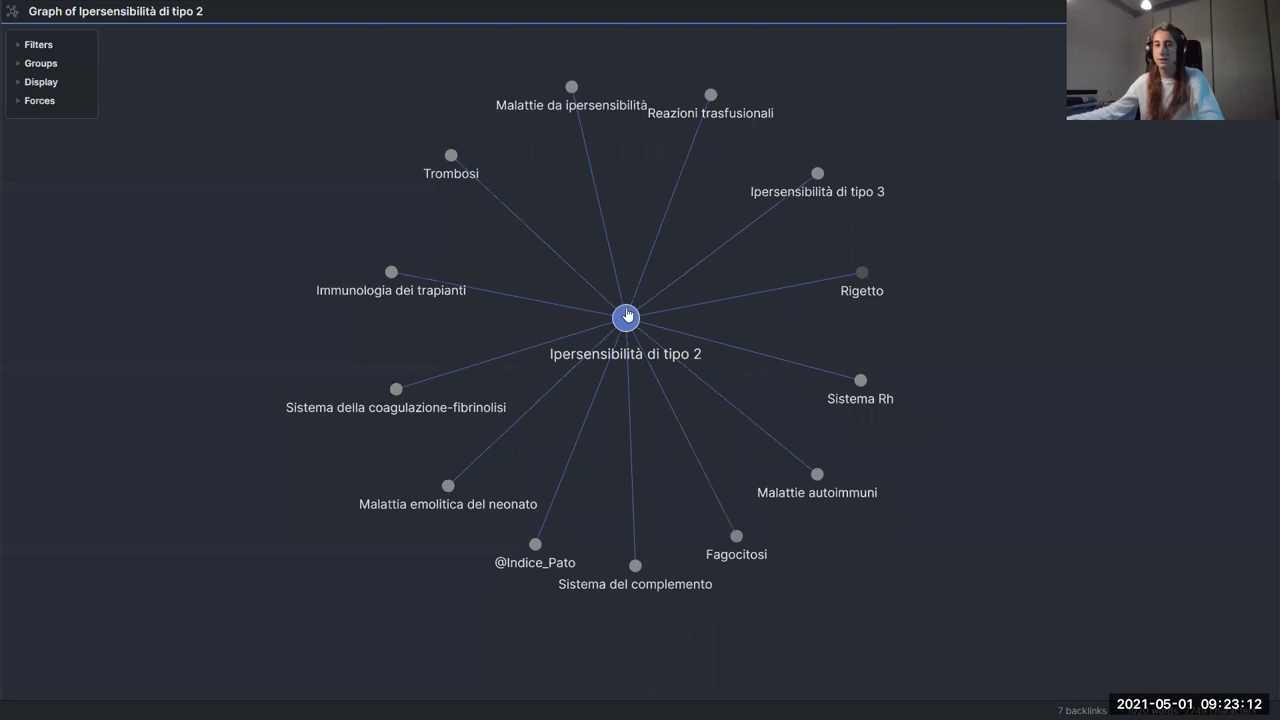 Graph of Ipersensibilità di tipo 2
Filters
Groups
Display
Forces
Malattie da ipersensibilità
Reazioni trasfusionali
Trombosi
Ipersensibilità di tipo 3
Immunologia dei trapianti
Rigetto
Ipersensibilità di tipo 2
Sistema della coagulazione-fibrinolisi
Sistema Rh
Malattia emolitica del neonato
Malattie autoimmuni
@Indice_Pato
Fagocitosi
Sistema del complemento
7 backlinks
2021-05-01 09:23:12